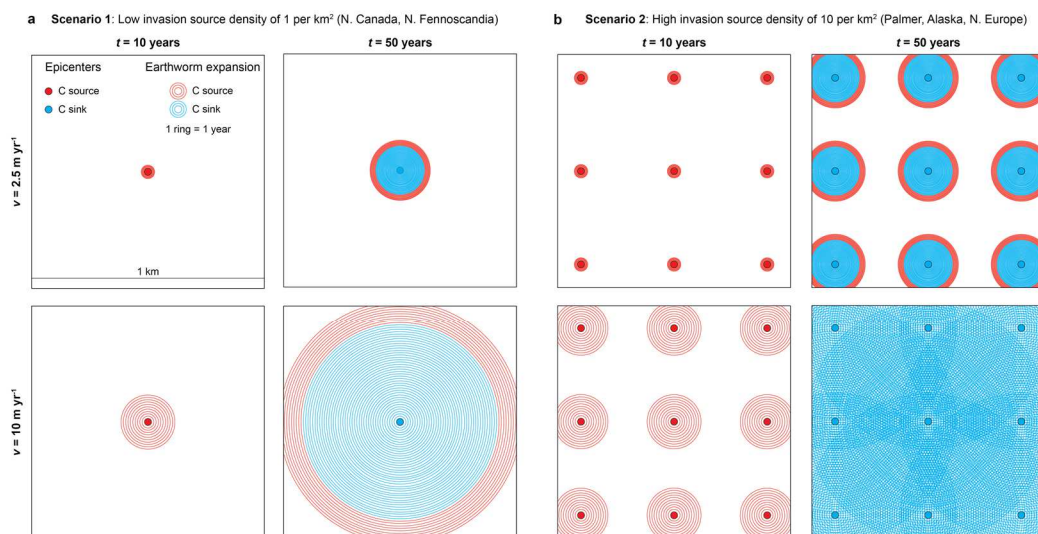 a Scenario 1: Low invasion source density of 1 per km² (N. Canada, N. Fennoscandia)
t = 10 years
t = 50 years
v = 2.5 m yr⁻¹
Epicenters
C source
C sink
Earthworm expansion
C source
C sink
1 ring = 1 year
1 km
v = 10 m yr⁻¹
b Scenario 2: High invasion source density of 10 per km² (Palmer, Alaska, N. Europe)
t = 10 years
t = 50 years